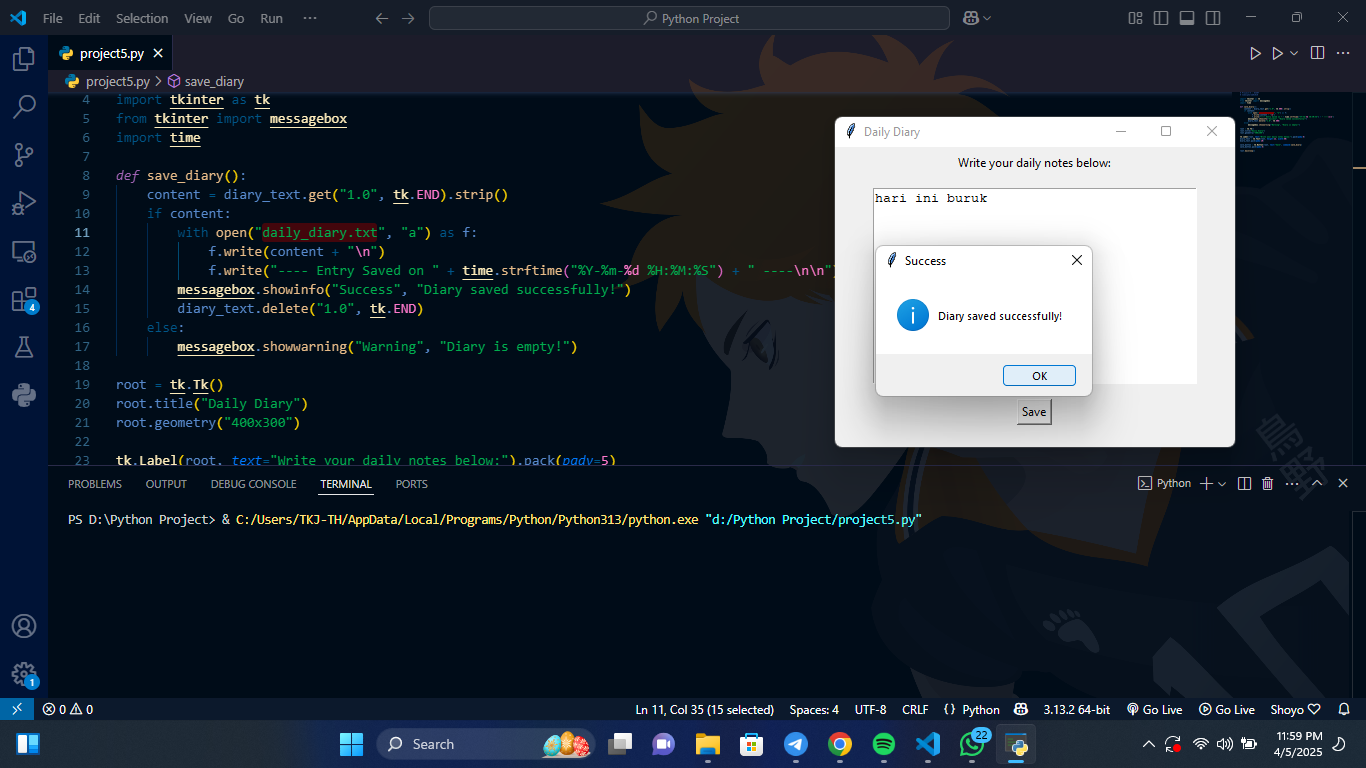 File Edit Selection View Go Run ··· Python Project
project5.py
project5.py > save_diary
4 import tkinter as tk
5 from tkinter import messagebox
6 import time
7
8 def save_diary():
9 content = diary_text.get("1.0", tk.END).strip()
10 if content:
11 with open("daily_diary.txt", "a") as f:
12 f.write(content + "\n")
13 f.write("---- Entry Saved on " + time.strftime("%Y-%m-%d %H:%M:%S") + " ----\n\n")
14 messagebox.showinfo("Success", "Diary saved successfully!")
15 diary_text.delete("1.0", tk.END)
16 else:
17 messagebox.showwarning("Warning", "Diary is empty!")
18
19 root = tk.Tk()
20 root.title("Daily Diary")
21 root.geometry("400x300")
22
23 tk.Label(root, text="Write your daily notes below:").pack(pady=5)
Daily Diary
Write your daily notes below:
hari ini buruk
Success
Diary saved successfully!
OK
Save
烏野
4
1
PROBLEMS OUTPUT DEBUG CONSOLE TERMINAL PORTS Python
PS D:\Python Project> & C:/Users/TKJ-TH/AppData/Local/Programs/Python/Python313/python.exe "d:/Python Project/project5.py"
0 0 Ln 11, Col 35 (15 selected) Spaces: 4 UTF-8 CRLF {} Python 3.13.2 64-bit Go Live Go Live Shoyo
Search 22 11:59 PM
4/5/2025